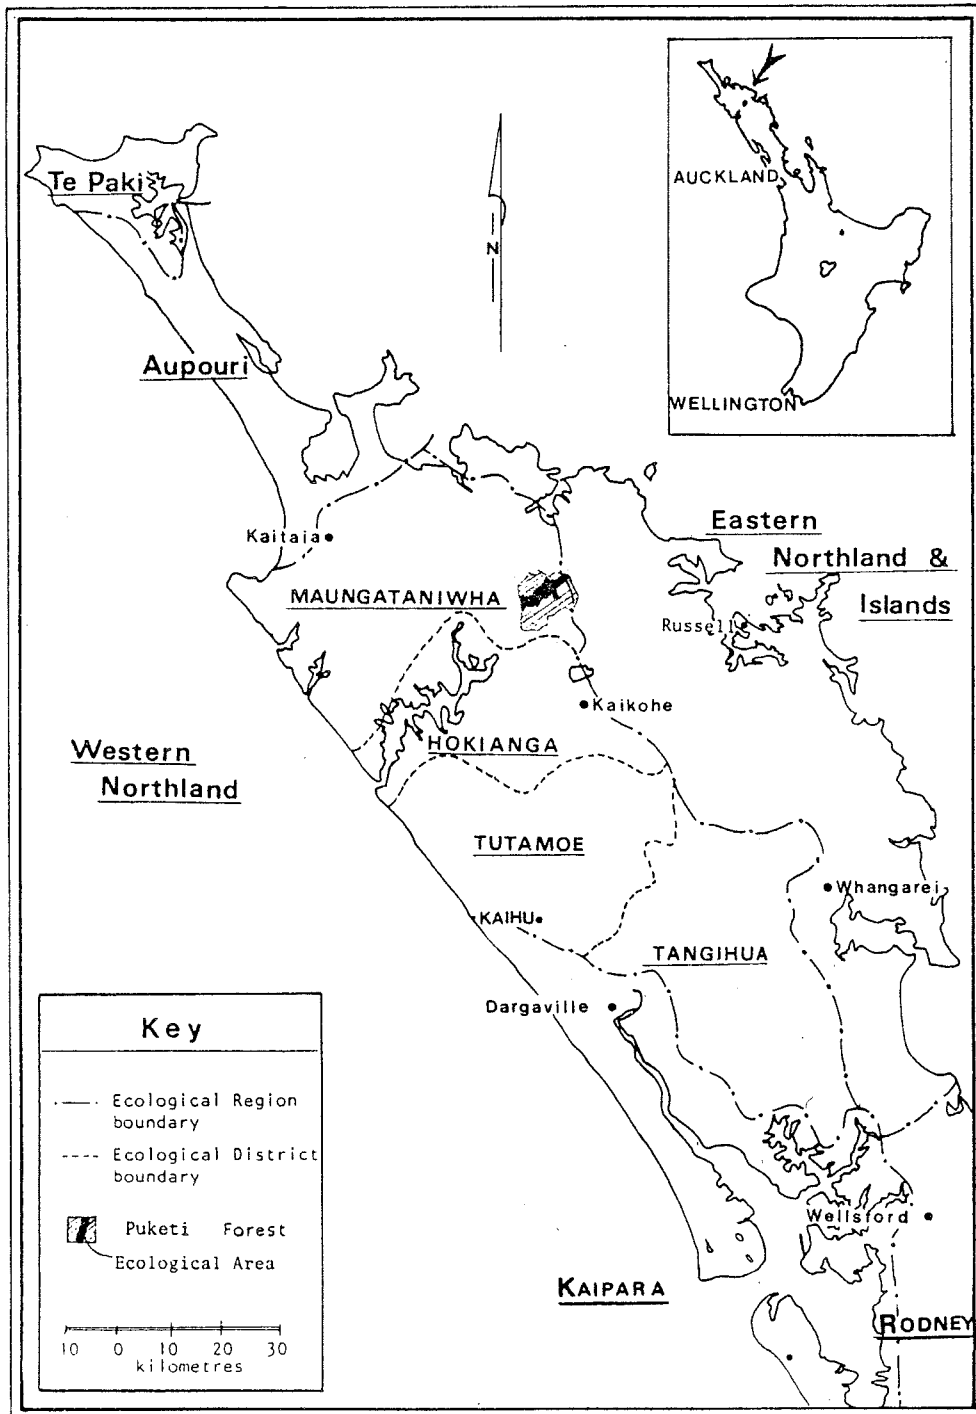 Te Paki
N
AUCKLAND
WELLINGTON
Aupouri
Kaitaia
Eastern
Northland &
Islands
MAUNGATANIWHA
Russell
Kaikohe
HOKIANGA
Western
Northland
TUTAMOE
Whangarei
KAIHU
TANGIHUA
Dargaville
Key
Ecological Region
boundary
Ecological District
boundary
Puketi Forest
Ecological Area
10 0 10 20 30
kilometres
Wellsford
KAIPARA
RODNEY